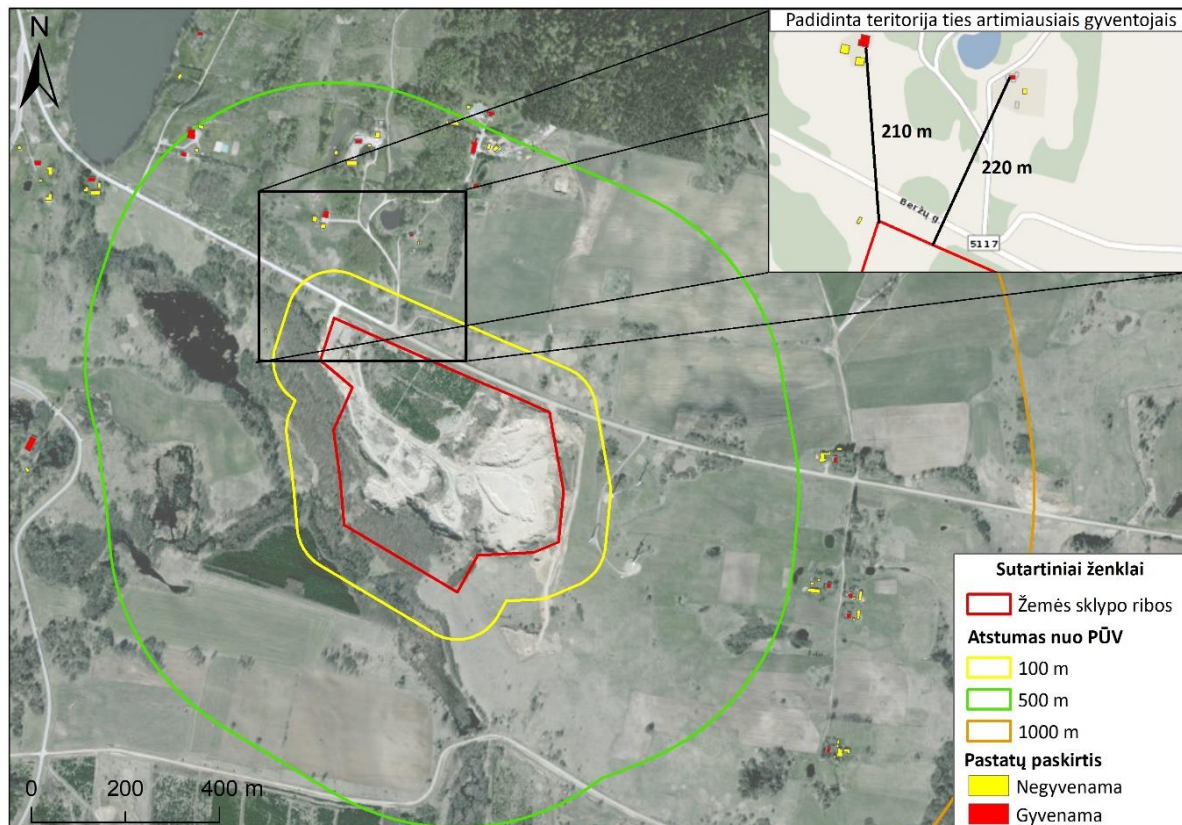 N
Padidinta teritorija ties artimiausiais gyventojais
210 m
220 m
Beržų g.
5117
Sutartiniai ženklai
Žemės sklypo ribos
Atstumas nuo PŪV
100 m
500 m
1000 m
Pastatų paskirtis
Negyvenama
Gyvenama
0 200 400 m